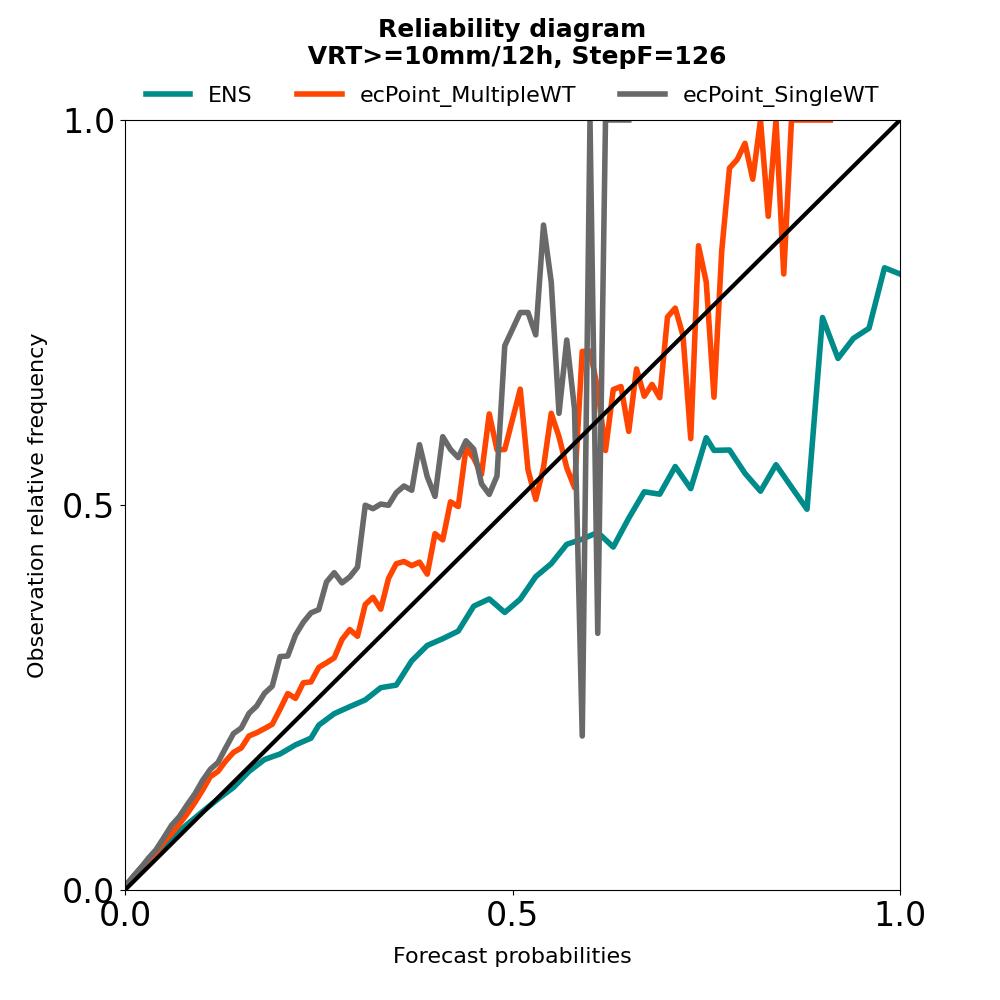 Reliability diagram
VRT>=10mm/12h, StepF=126
ENS ecPoint_MultipleWT ecPoint_SingleWT
1.0
0.5
0.0
0.0 0.5 1.0
Observation relative frequency
Forecast probabilities